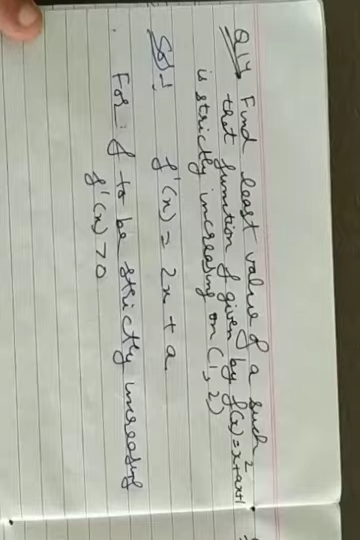 Q14 Find least value of a such
that function f given by f(x)=x²+ax+1
is strictly increasing on (1, 2)
Sol:- f'(x) = 2x + a
For f to be strictly increasing
f'(x) > 0